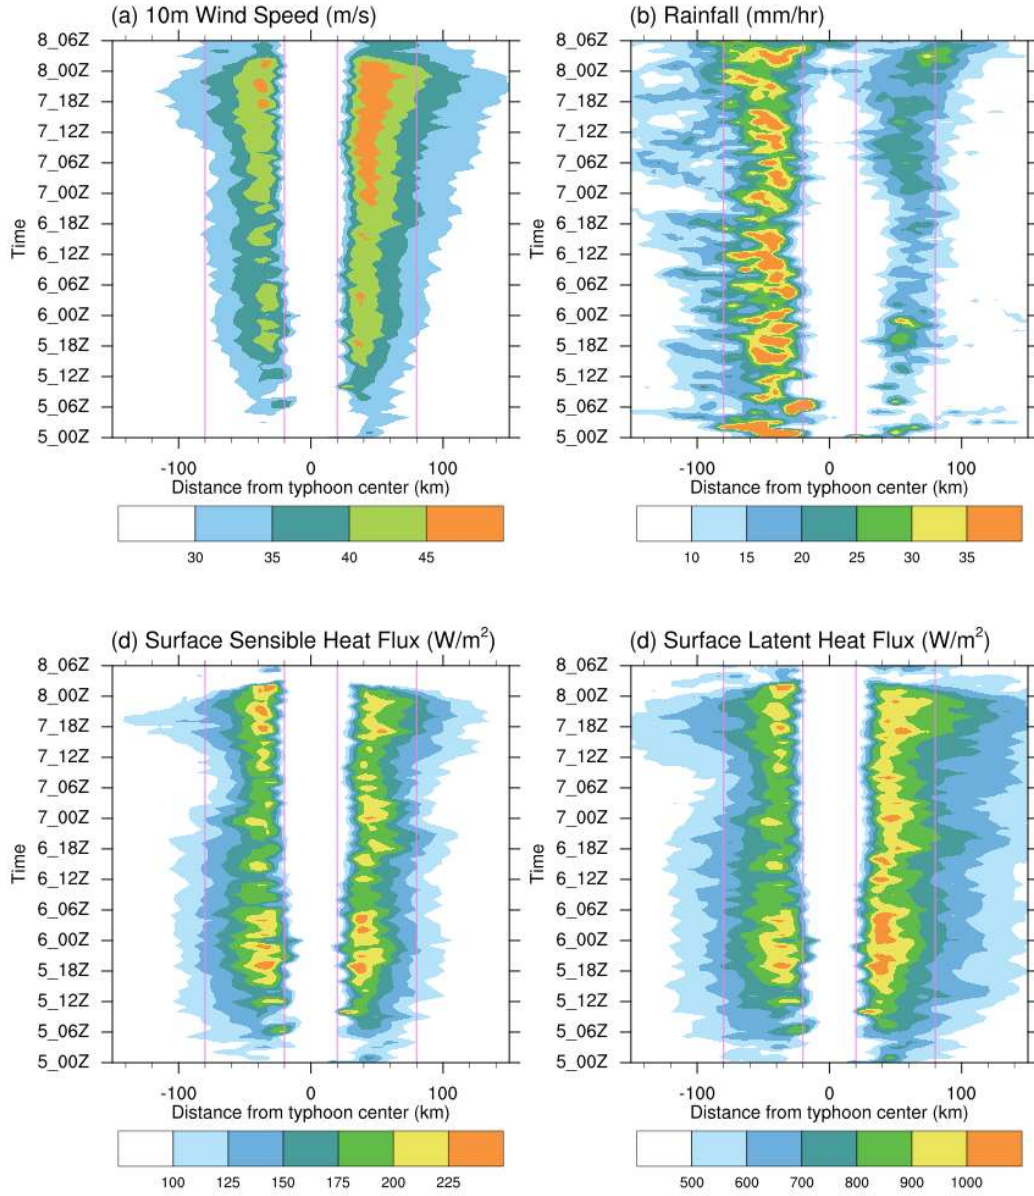 (a) 10m Wind Speed (m/s)
8_06Z
8_00Z
7_18Z
7_12Z
7_06Z
7_00Z
6_18Z
6_12Z
6_06Z
6_00Z
5_18Z
5_12Z
5_06Z
5_00Z
Time
-100 0 100
Distance from typhoon center (km)
30 35 40 45
(b) Rainfall (mm/hr)
8_06Z
8_00Z
7_18Z
7_12Z
7_06Z
7_00Z
6_18Z
6_12Z
6_06Z
6_00Z
5_18Z
5_12Z
5_06Z
5_00Z
Time
-100 0 100
Distance from typhoon center (km)
10 15 20 25 30 35
(d) Surface Sensible Heat Flux (W/m²)
8_06Z
8_00Z
7_18Z
7_12Z
7_06Z
7_00Z
6_18Z
6_12Z
6_06Z
6_00Z
5_18Z
5_12Z
5_06Z
5_00Z
Time
-100 0 100
Distance from typhoon center (km)
100 125 150 175 200 225
(d) Surface Latent Heat Flux (W/m²)
8_06Z
8_00Z
7_18Z
7_12Z
7_06Z
7_00Z
6_18Z
6_12Z
6_06Z
6_00Z
5_18Z
5_12Z
5_06Z
5_00Z
Time
-100 0 100
Distance from typhoon center (km)
500 600 700 800 900 1000